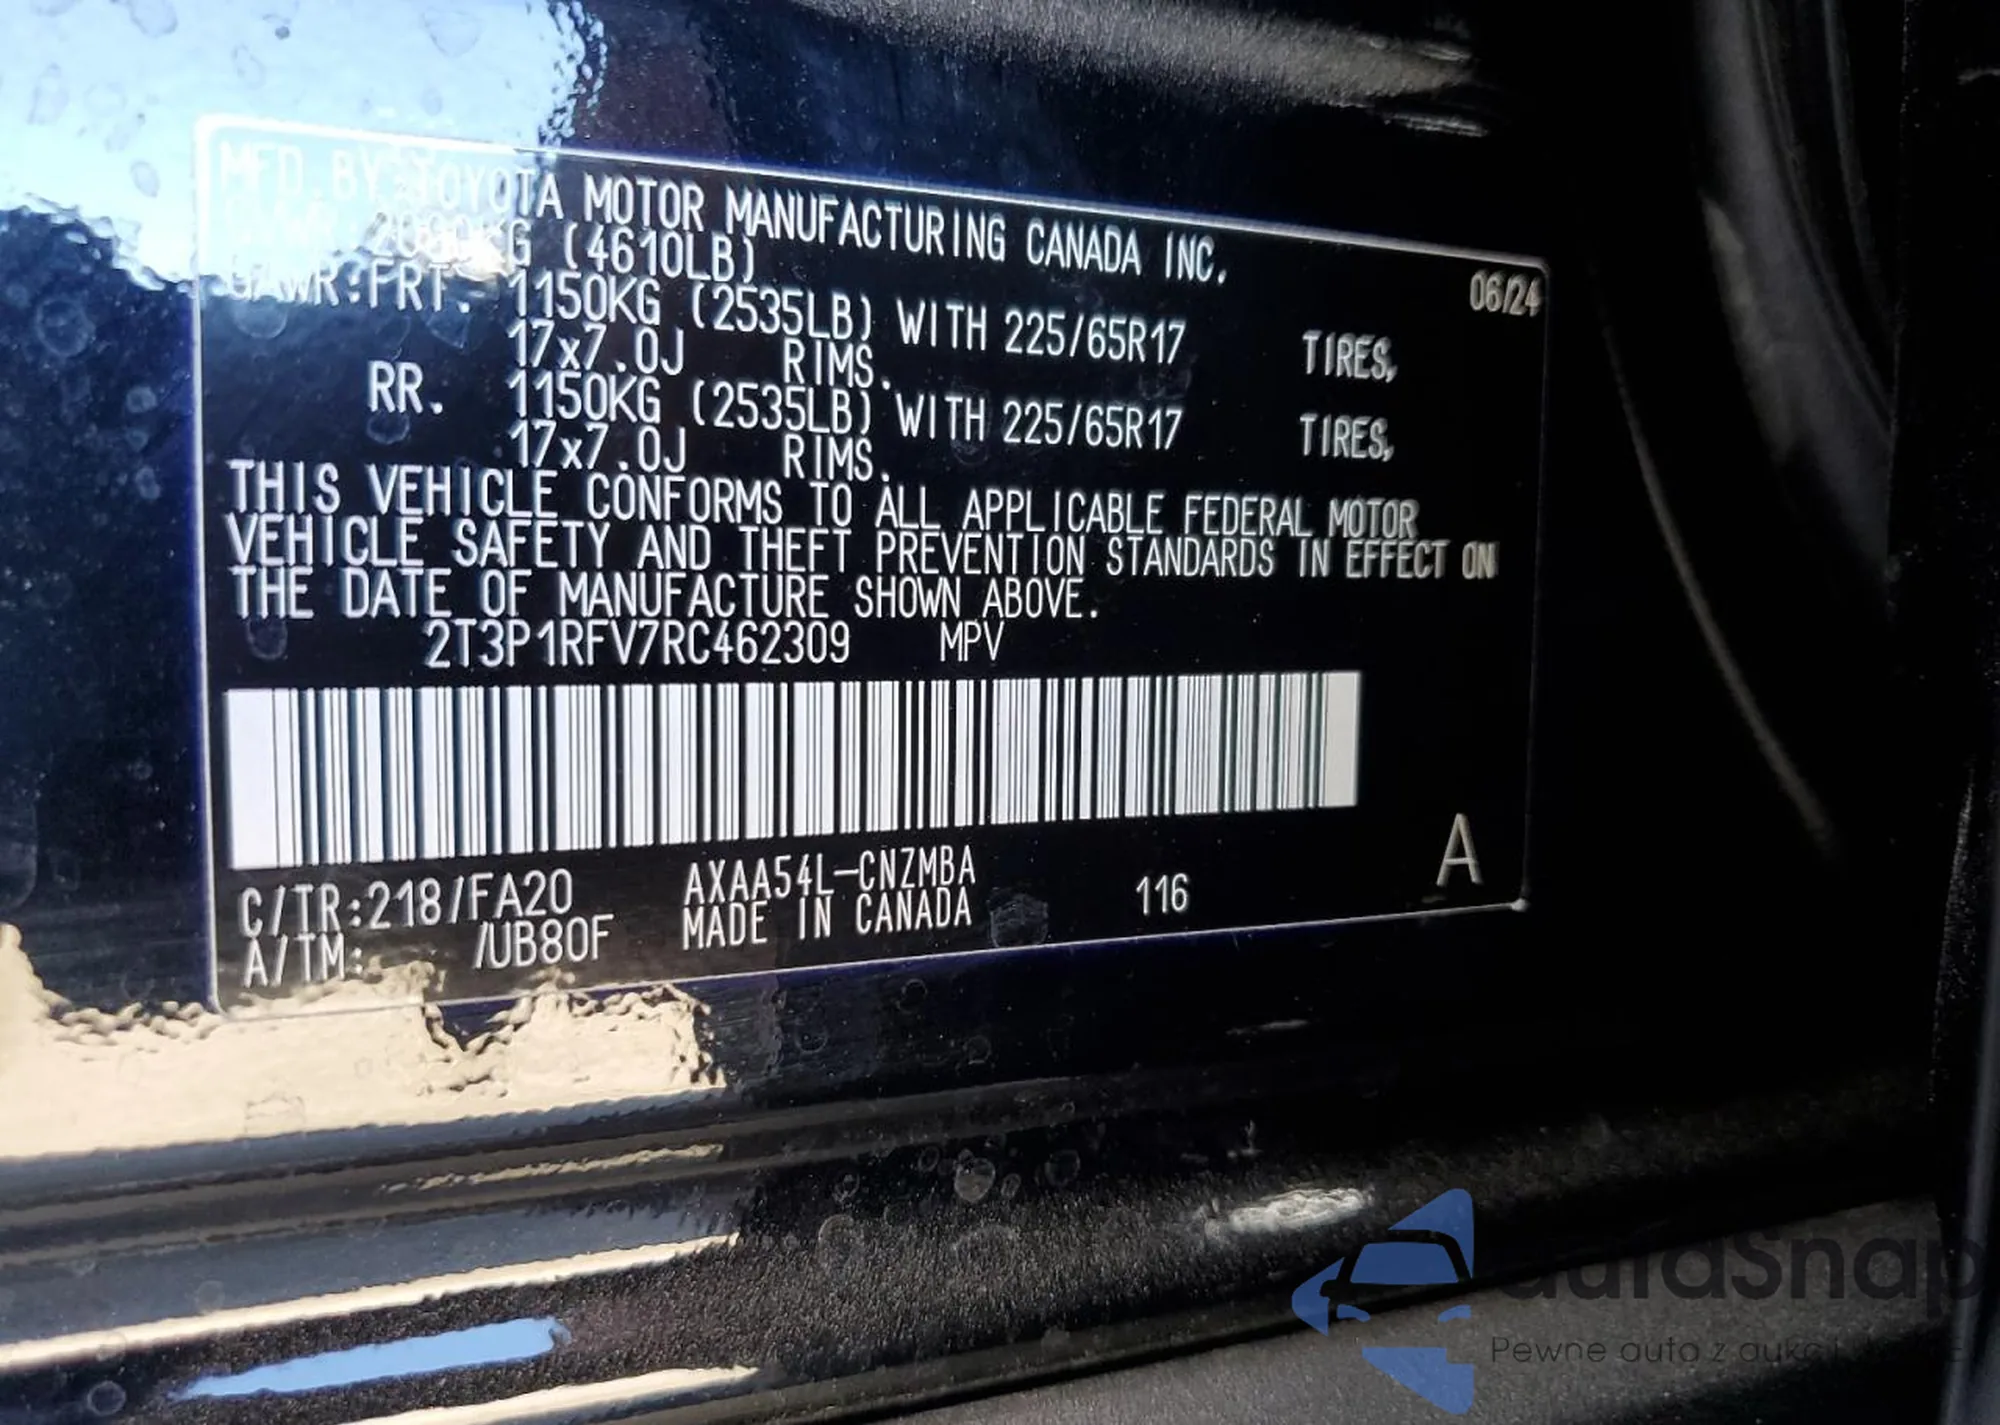 MFD. BY:TOYOTA MOTOR MANUFACTURING CANADA INC.
GVWR 2090KG (4610LB)
06/24
GAWR:FRT. 1150KG (2535LB) WITH 225/65R17 TIRES,
17x7.0J RIMS.
RR. 1150KG (2535LB) WITH 225/65R17 TIRES,
17x7.0J RIMS.
THIS VEHICLE CONFORMS TO ALL APPLICABLE FEDERAL MOTOR
VEHICLE SAFETY AND THEFT PREVENTION STANDARDS IN EFFECT ON
THE DATE OF MANUFACTURE SHOWN ABOVE.
2T3P1RFV7RC462309 MPV
C/TR:218/FA20 AXAA54L-CNZMBA 116 A
A/TM: /UB80F MADE IN CANADA
Pewne auto z